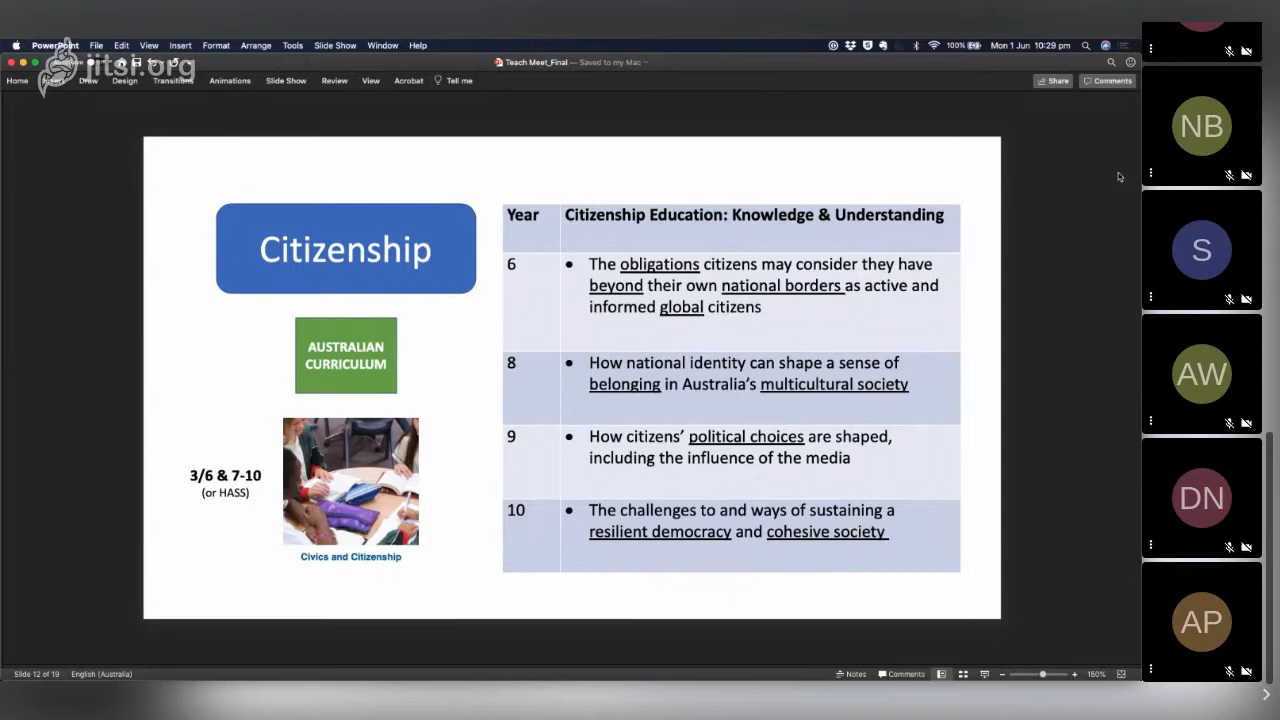 PowerPoint File Edit View Insert Format Arrange Tools Slide Show Window Help
100% Mon 1 Jun 10:29 pm
jitsi.org
Teach Meet_Final — Saved to my Mac
Home Draw Design Transitions Animations Slide Show Review View Acrobat Tell me
Share Comments
Citizenship
AUSTRALIAN
CURRICULUM
3/6 & 7-10
(or HASS)
Civics and Citizenship
Year Citizenship Education: Knowledge & Understanding
6 • The obligations citizens may consider they have
beyond their own national borders as active and
informed global citizens
8 • How national identity can shape a sense of
belonging in Australia's multicultural society
9 • How citizens' political choices are shaped,
including the influence of the media
10 • The challenges to and ways of sustaining a
resilient democracy and cohesive society
NB
S
AW
DN
AP
Slide 12 of 19 English (Australia)
Notes Comments 150%